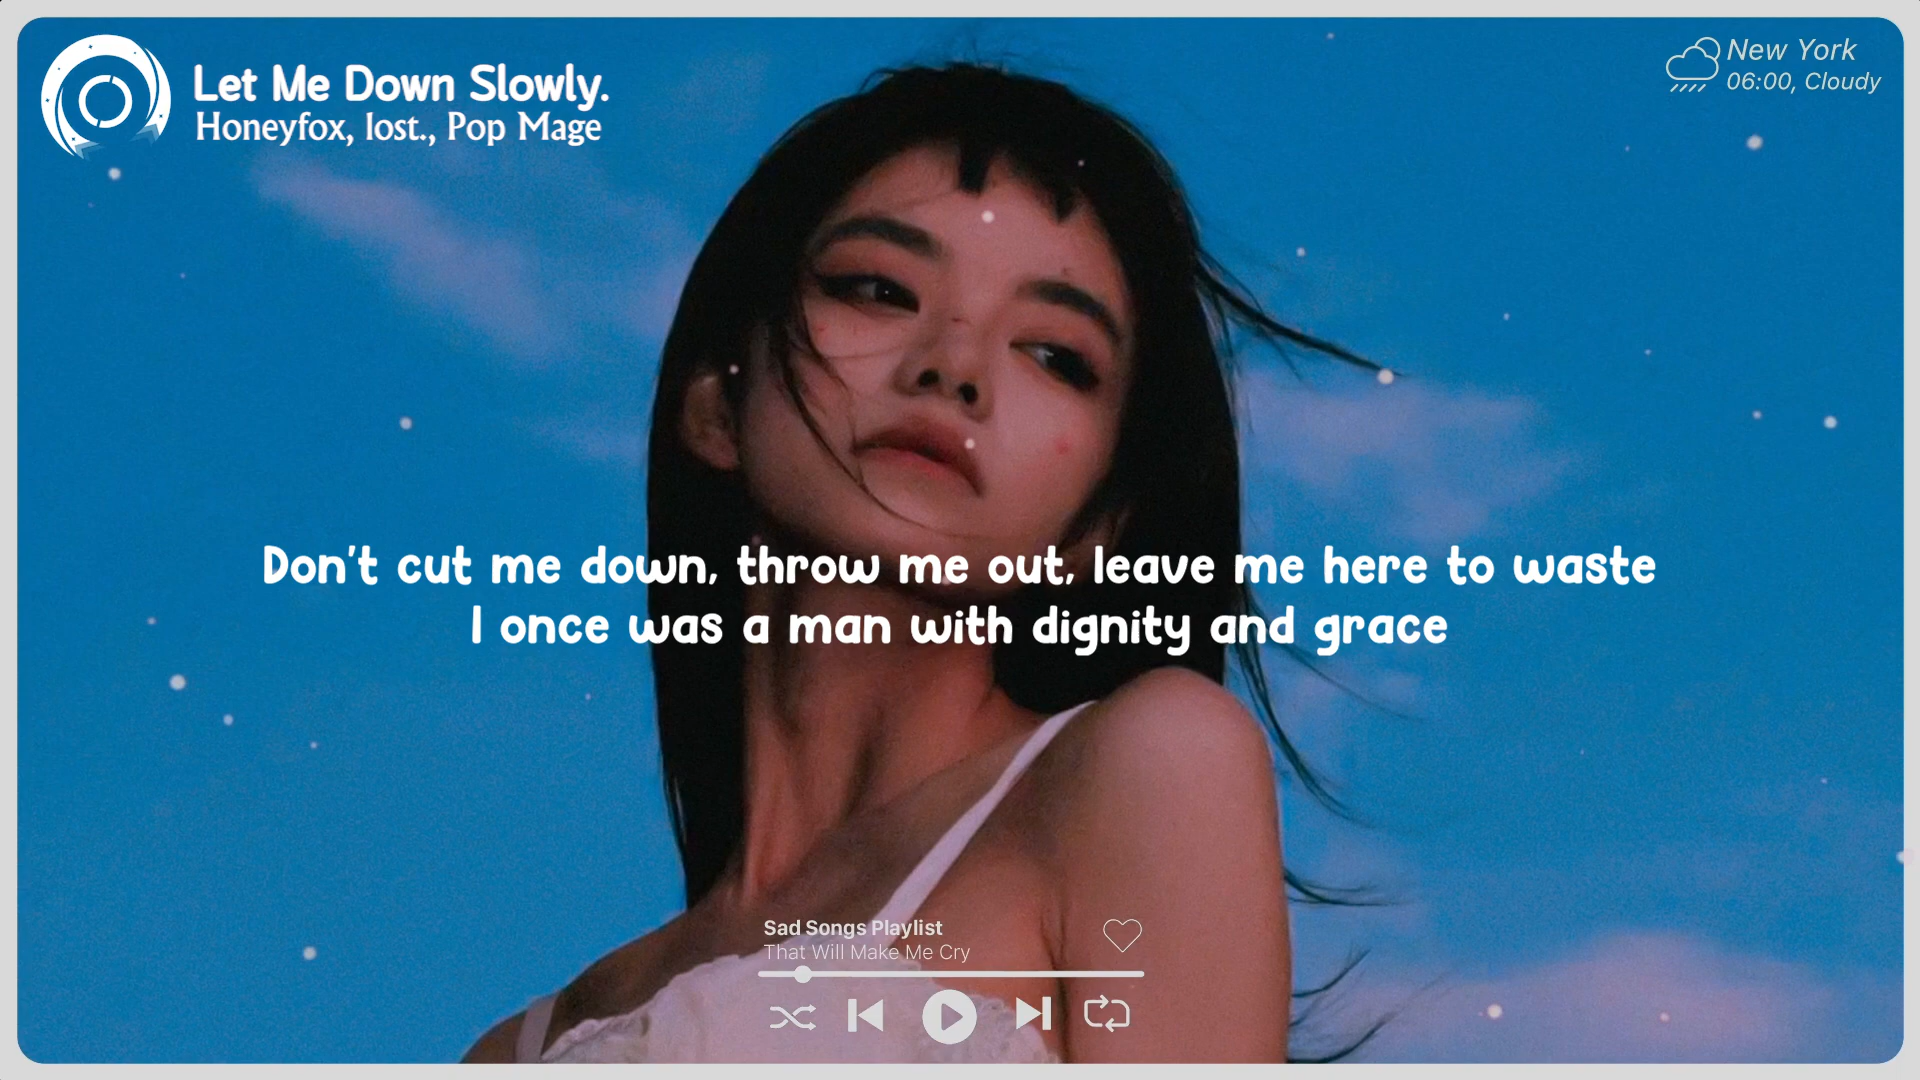 Let Me Down Slowly.
Honeyfox, lost., Pop Mage
New York
06:00, Cloudy
Don't cut me down, throw me out, leave me here to waste
I once was a man with dignity and grace
Sad Songs Playlist
That Will Make Me Cry